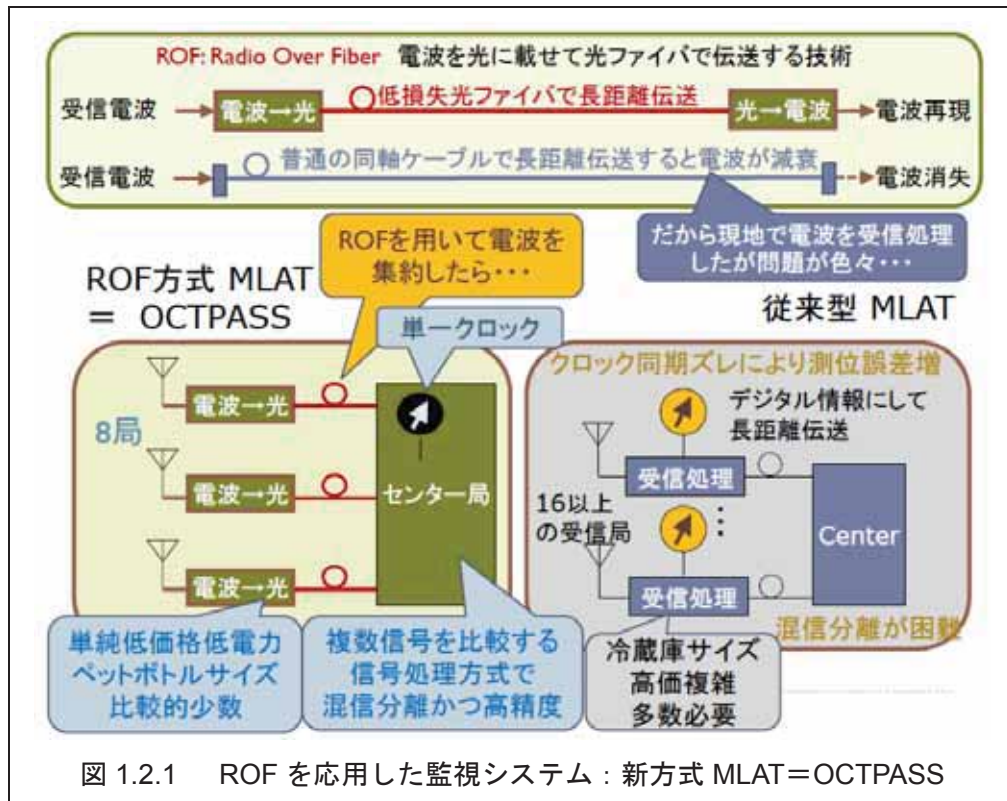 ROF: Radio Over Fiber 電波を光に載せて光ファイバで伝送する技術
受信電波
電波→光
低損失光ファイバで長距離伝送
光→電波
電波再現
受信電波
普通の同軸ケーブルで長距離伝送すると電波が減衰
電波消失
ROFを用いて電波を
集約したら・・・
だから現地で電波を受信処理
したが問題が色々・・・
ROF方式 MLAT
= OCTPASS
単一クロック
従来型 MLAT
8局
電波→光
電波→光
電波→光
センター局
単純低価格低電力
ペットボトルサイズ
比較的少数
複数信号を比較する
信号処理方式で
混信分離かつ高精度
クロック同期ズレにより測位誤差増
デジタル情報にして
長距離伝送
受信処理
16以上
の受信局
受信処理
Center
混信分離が困難
冷蔵庫サイズ
高価複雑
多数必要
図 1.2.1 ROF を応用した監視システム：新方式 MLAT＝OCTPASS